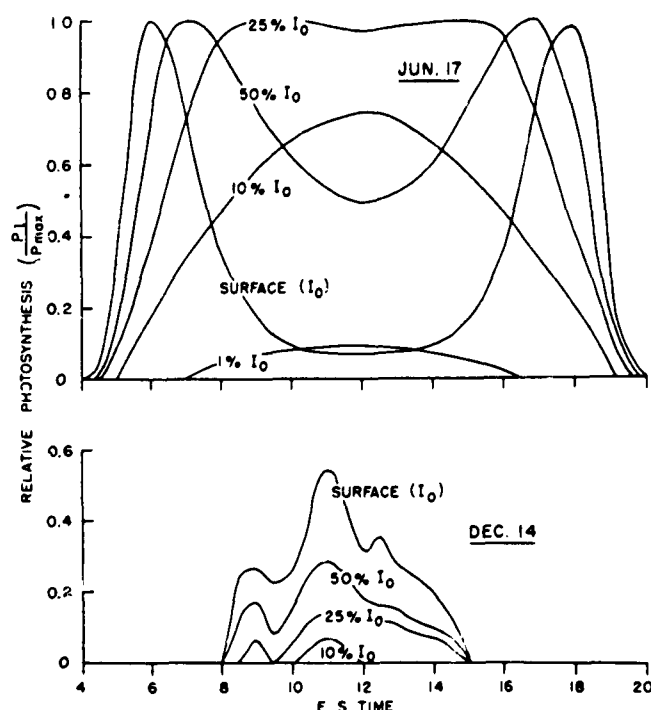 1.0
0.8
0.6
0.4
0.2
0
25% I₀
JUN. 17
50% I₀
10% I₀
SURFACE (I₀)
1% I₀
RELATIVE PHOTOSYNTHESIS (P⊥/Pmax)
0.6
0.4
0.2
0
SURFACE (I₀)
DEC. 14
50% I₀
25% I₀
10% I₀
4 6 8 10 12 14 16 18 20
E. S. TIME